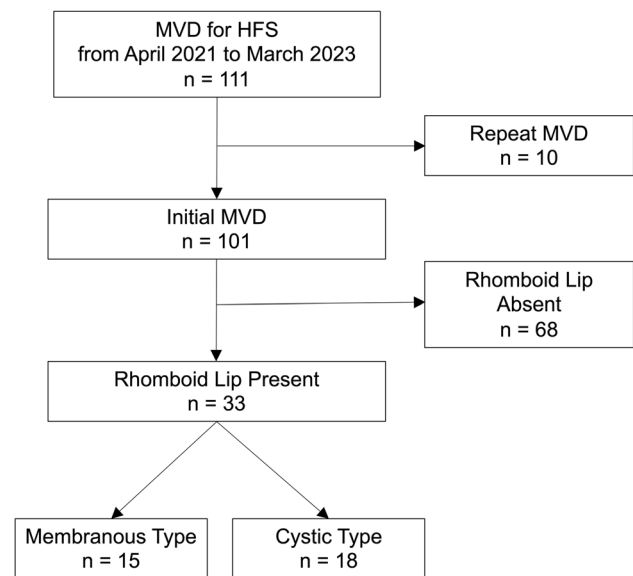 MVD for HFS
from April 2021 to March 2023
n = 111
Repeat MVD
n = 10
Initial MVD
n = 101
Rhomboid Lip
Absent
n = 68
Rhomboid Lip Present
n = 33
Membranous Type
n = 15
Cystic Type
n = 18